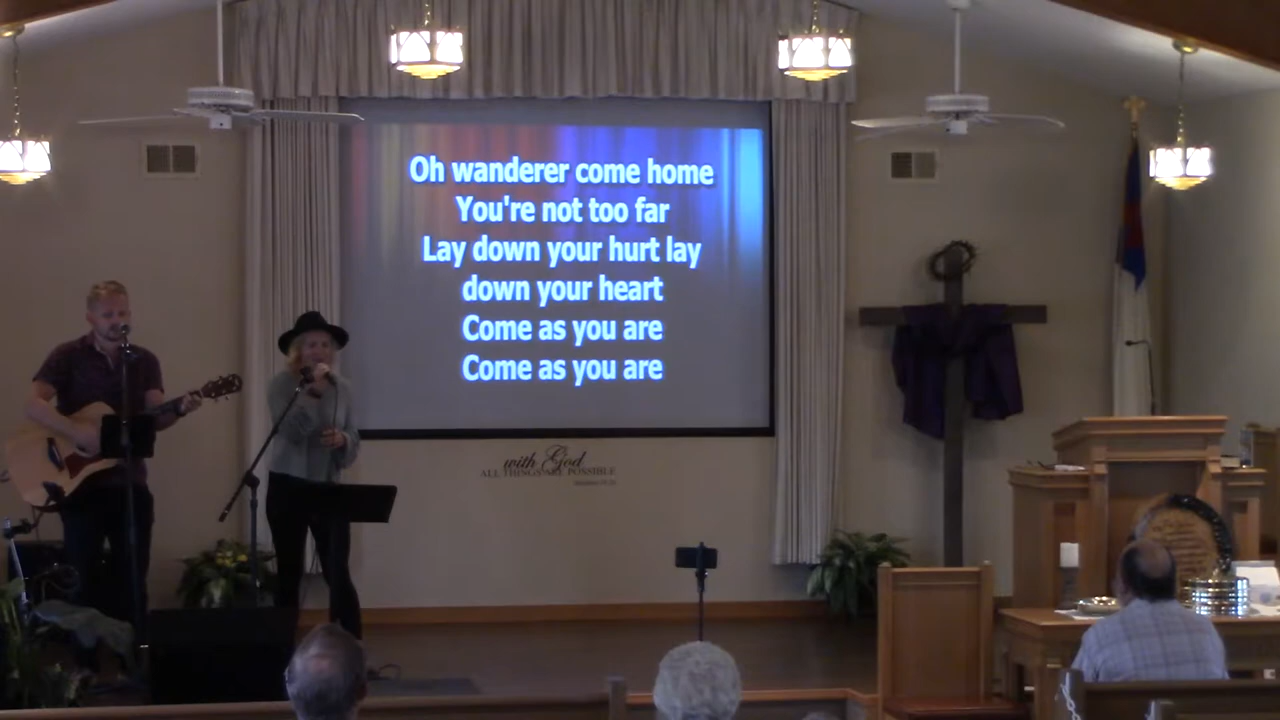 Oh wanderer come home
You're not too far
Lay down your hurt lay
down your heart
Come as you are
Come as you are
with God
ALL THINGS ARE POSSIBLE